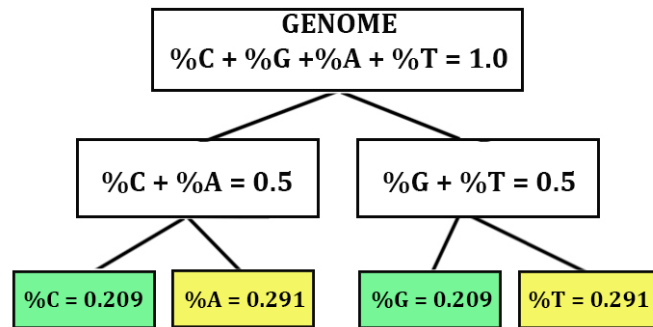 GENOME
%C + %G +%A + %T = 1.0
%C + %A = 0.5
%G + %T = 0.5
%C = 0.209
%A = 0.291
%G = 0.209
%T = 0.291